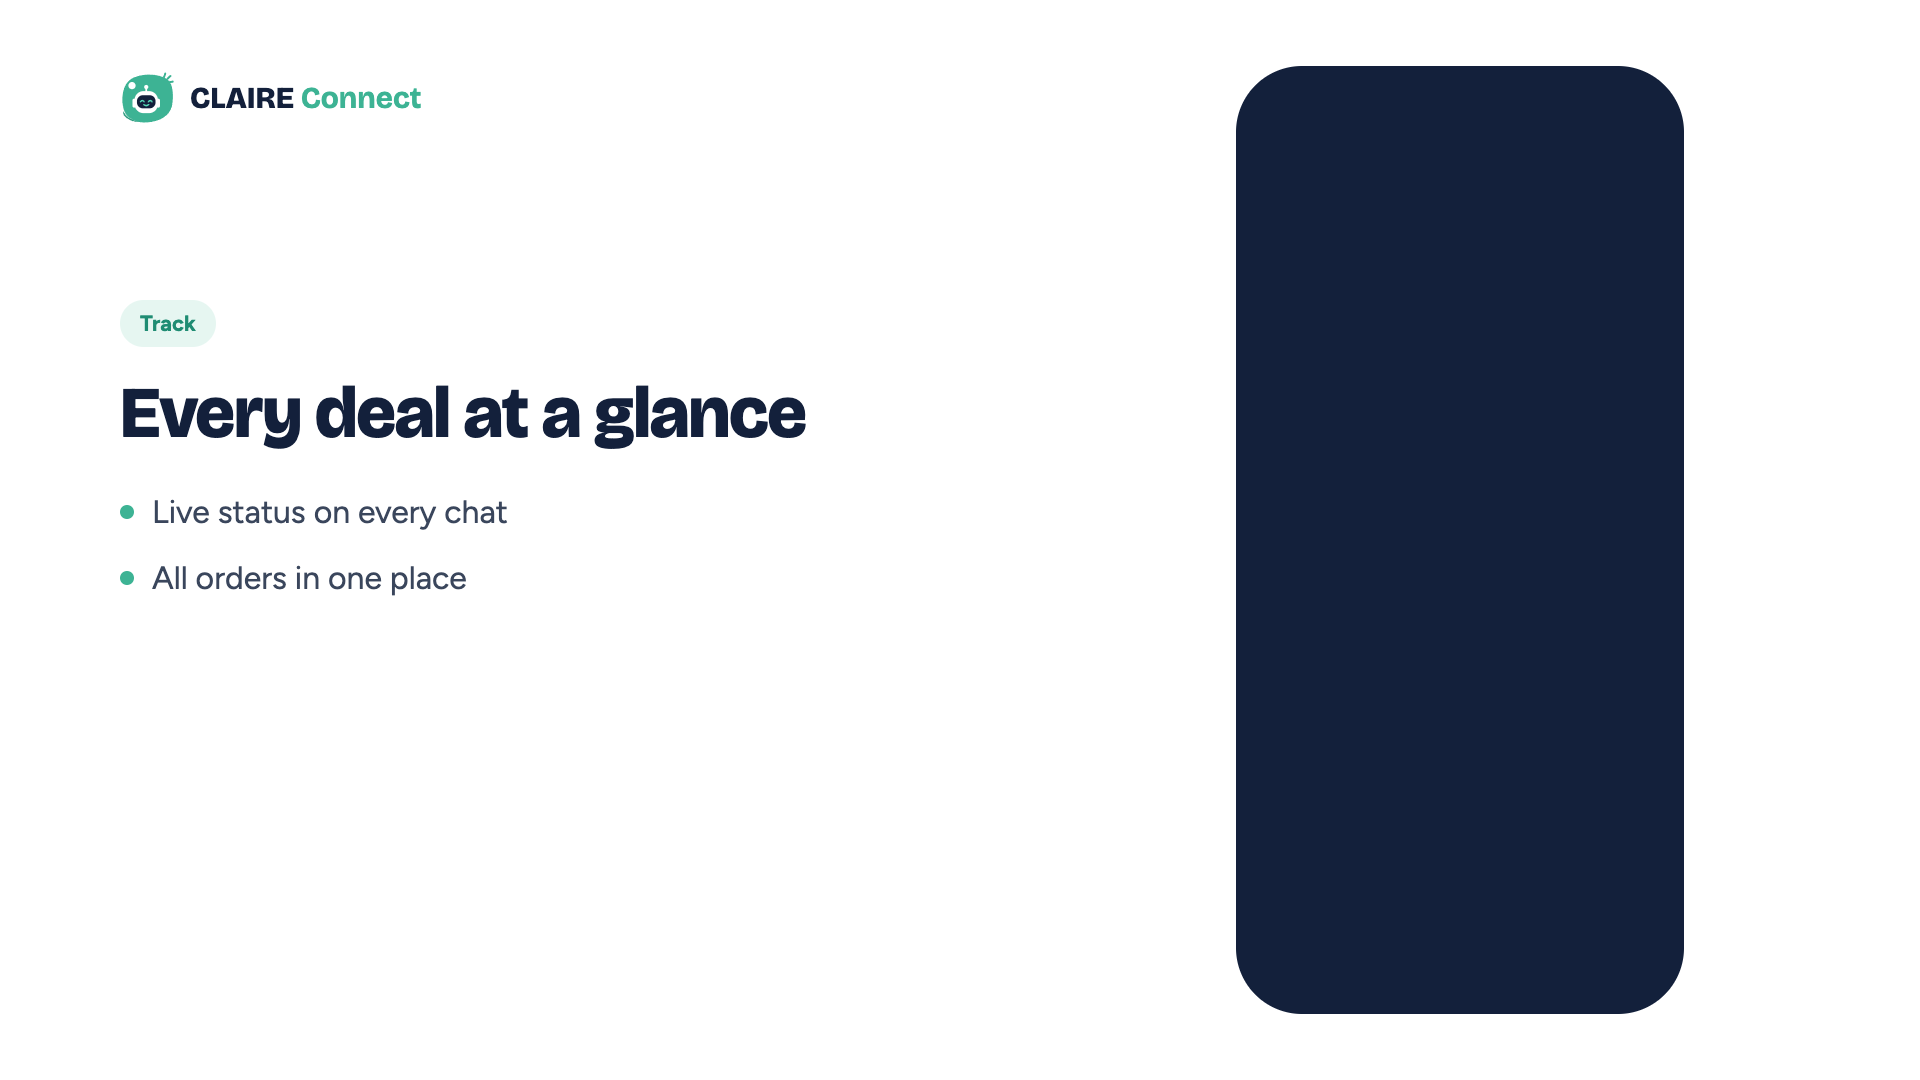 CLAIRE Connect
Track
Every deal at a glance
Live status on every chat
All orders in one place